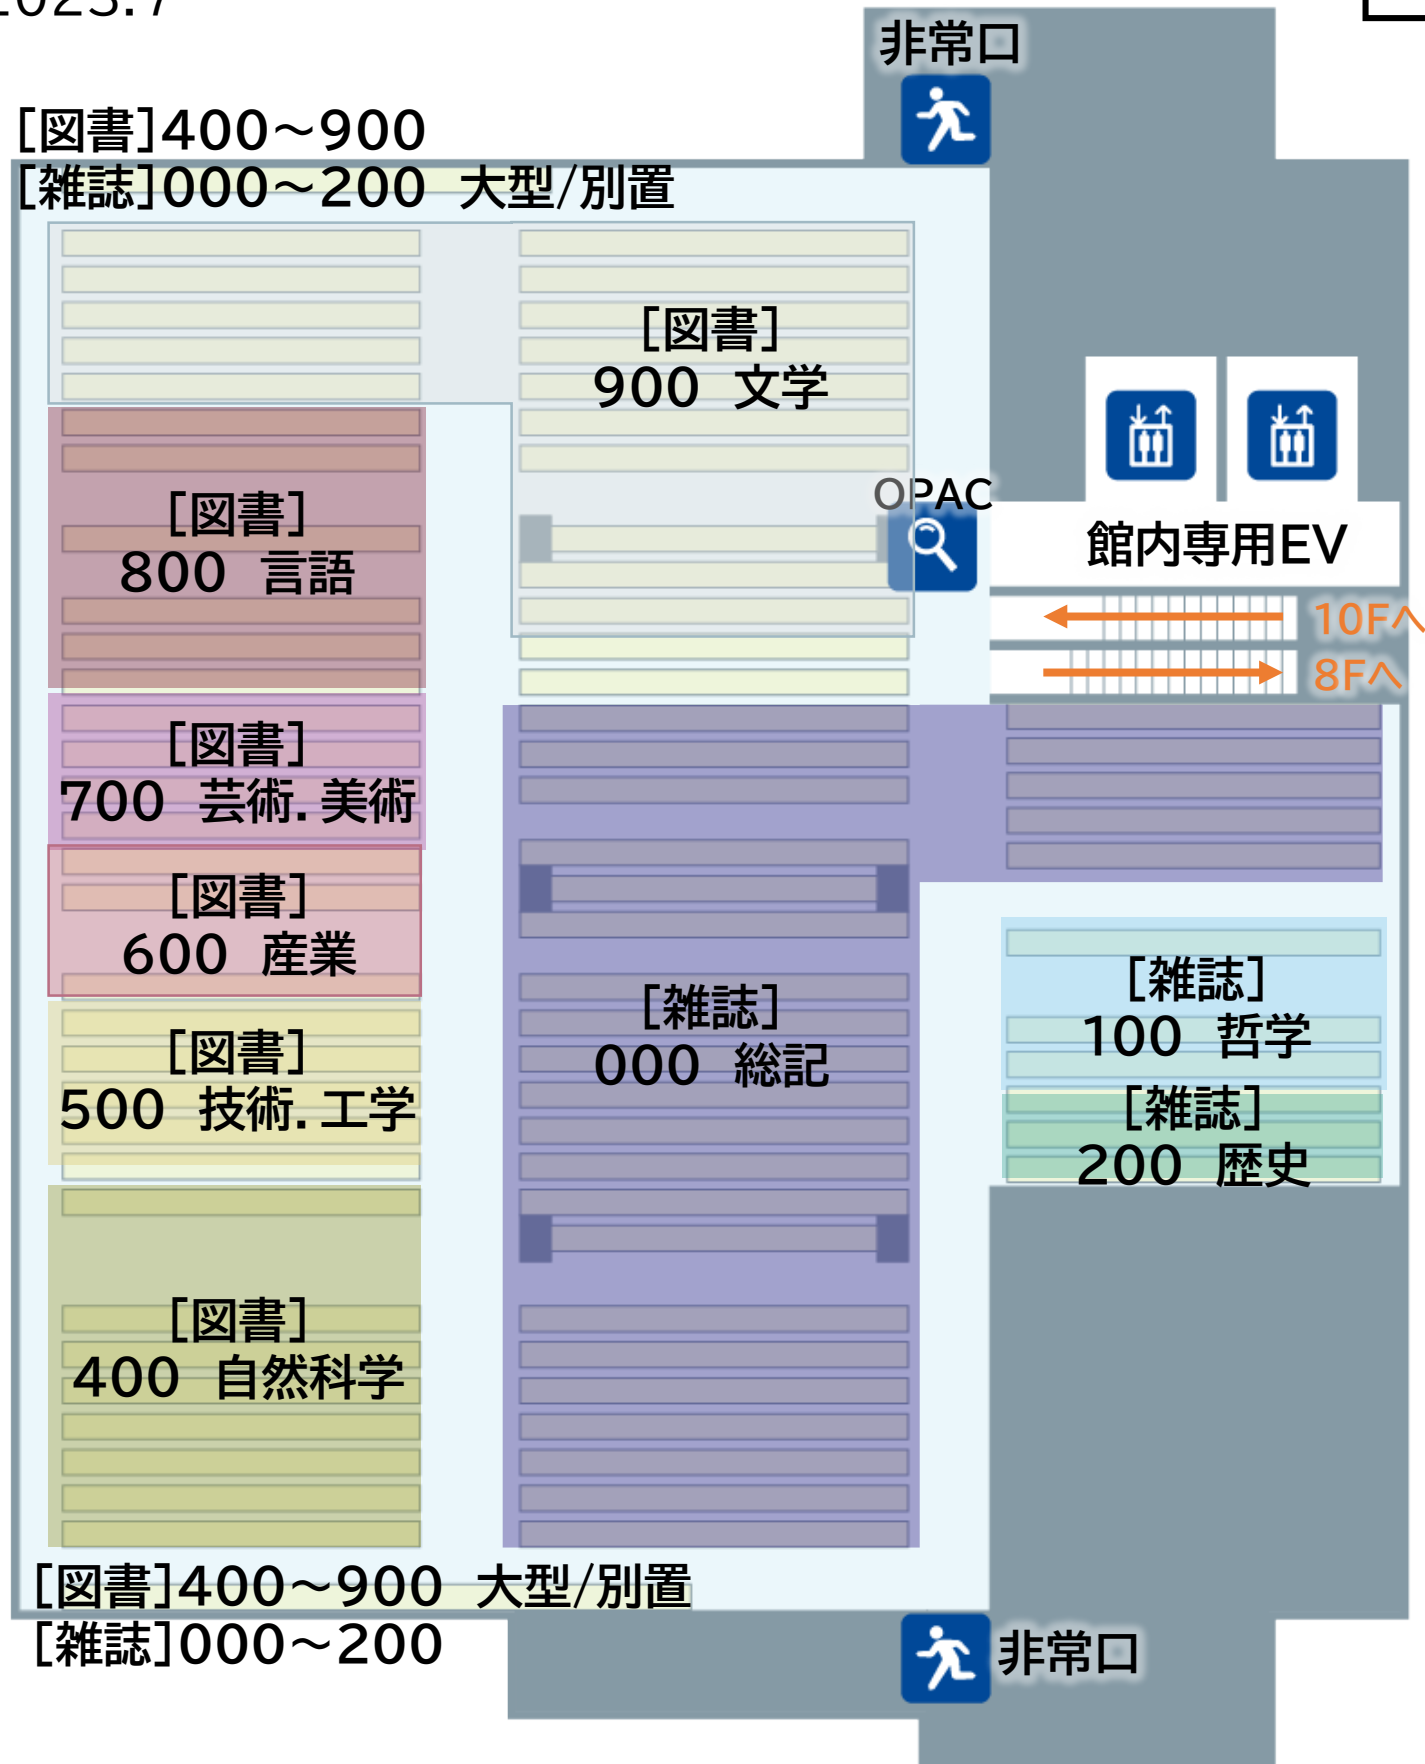 2023.7
非常口
[図書]400～900
[雑誌]000～200 大型/別置
[図書]
900 文学
OPAC
館内専用EV
10Fへ
8Fへ
[図書]
800 言語
[図書]
700 芸術.美術
[図書]
600 産業
[図書]
500 技術.工学
[図書]
400 自然科学
[雑誌]
000 総記
[雑誌]
100 哲学
[雑誌]
200 歴史
[図書]400～900 大型/別置
[雑誌]000～200
非常口